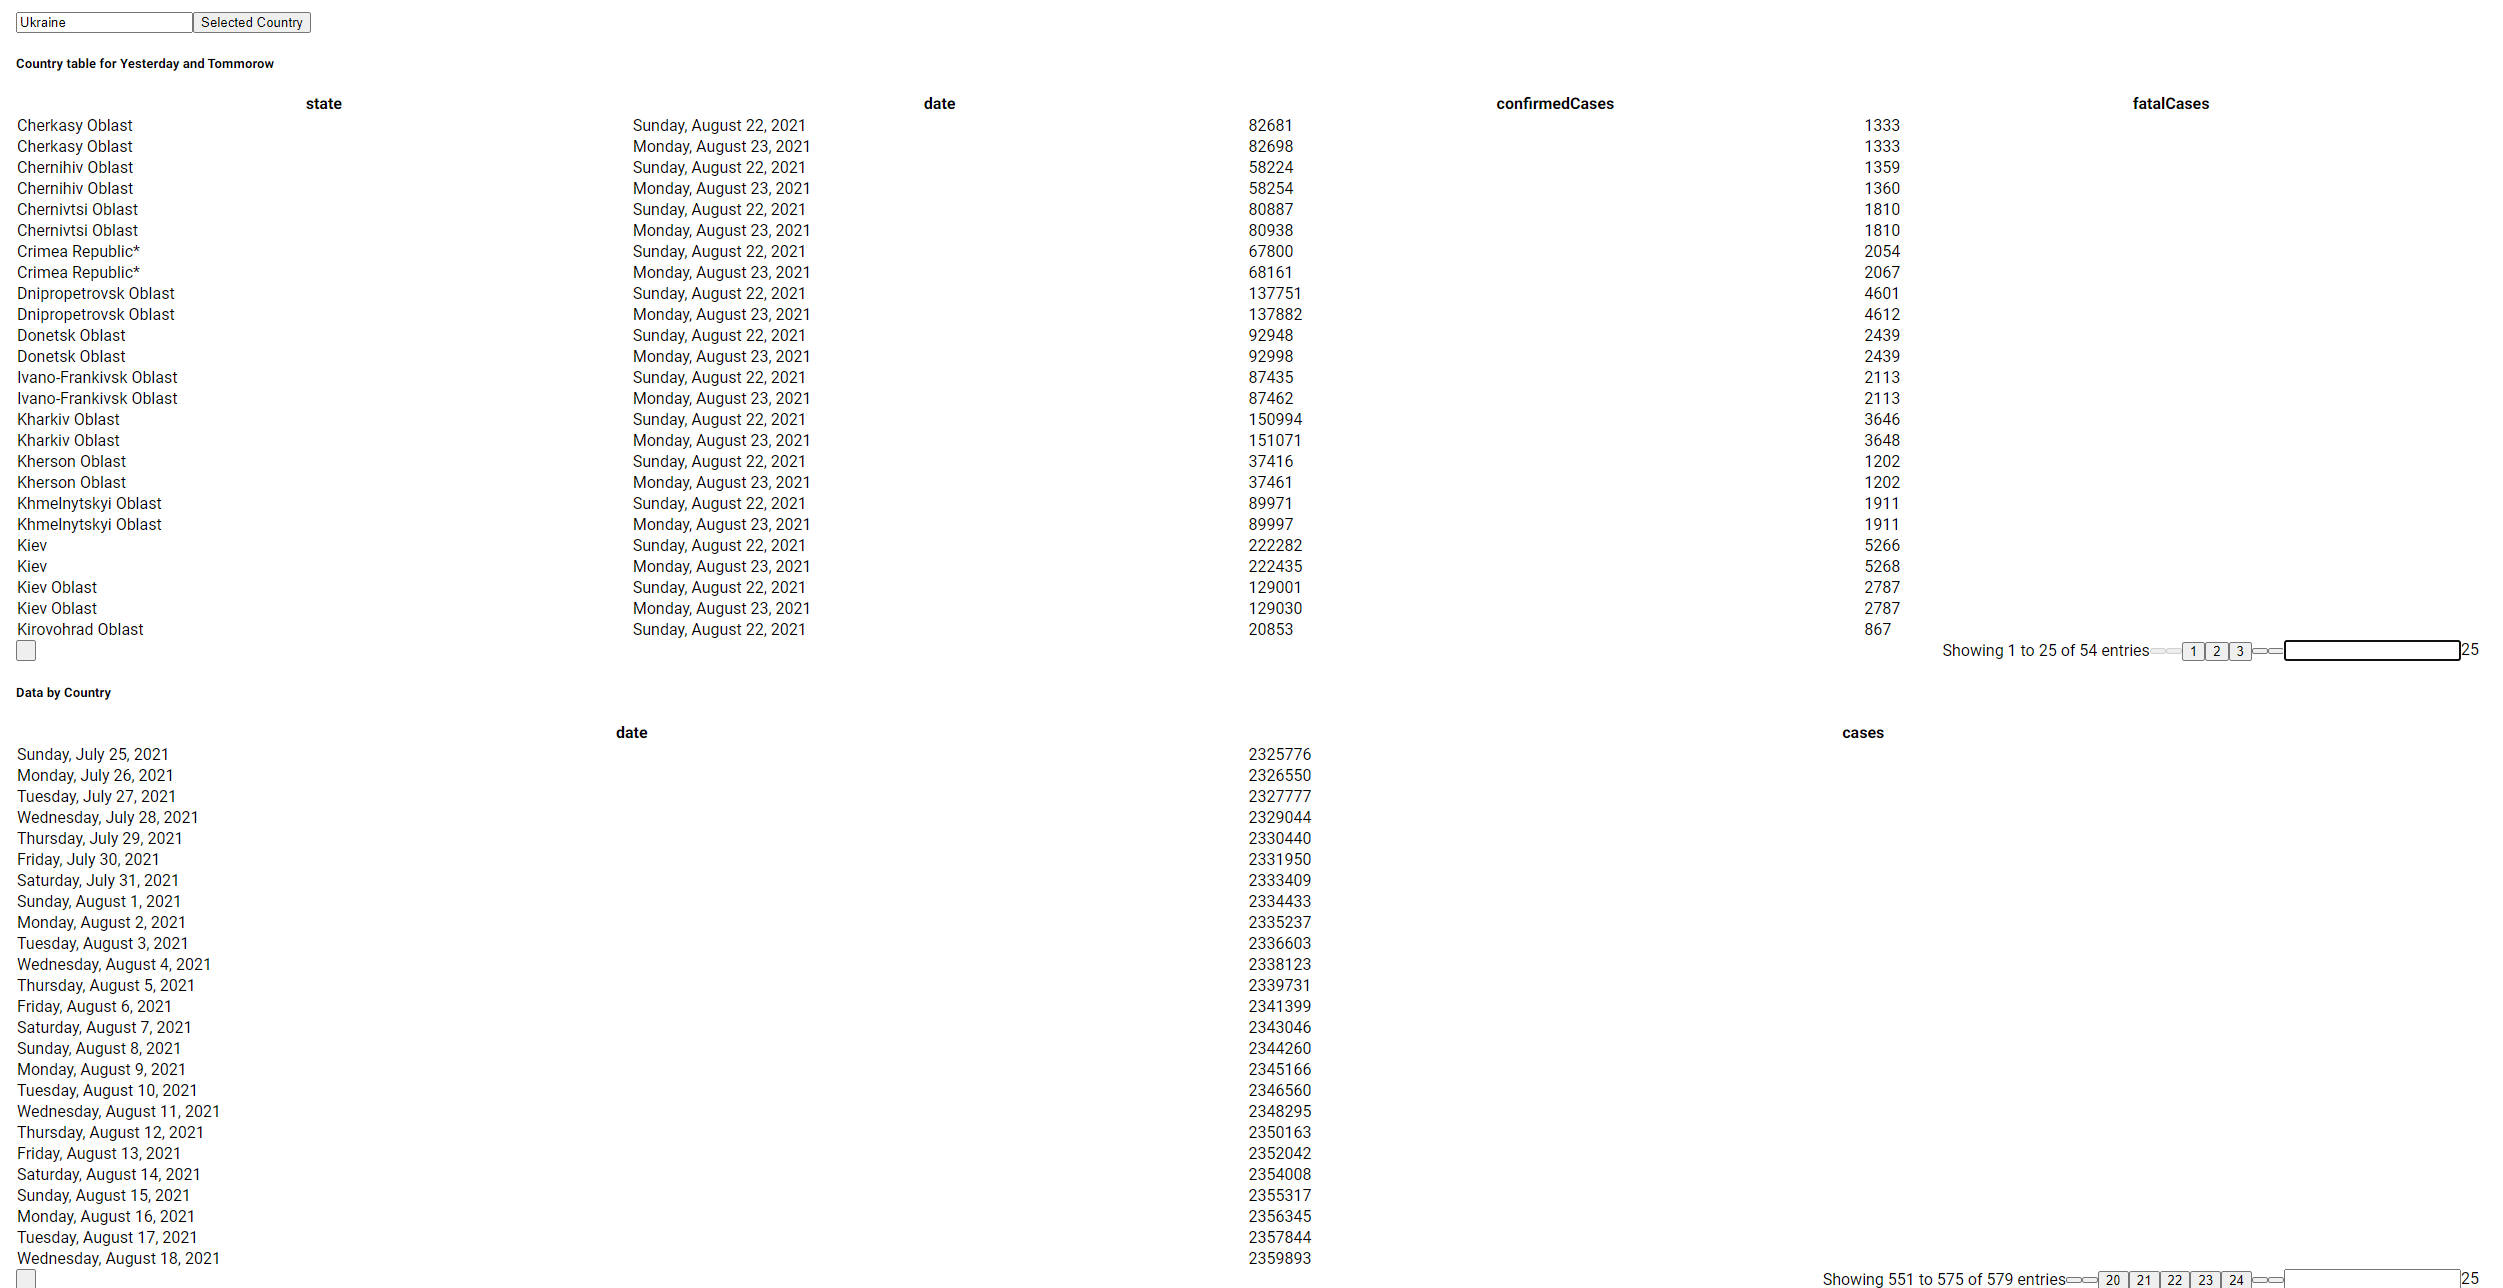 Ukraine Selected Country
Country table for Yesterday and Tommorow
state date confirmedCases fatalCases
Cherkasy Oblast Sunday, August 22, 2021 82681 1333
Cherkasy Oblast Monday, August 23, 2021 82698 1333
Chernihiv Oblast Sunday, August 22, 2021 58224 1359
Chernihiv Oblast Monday, August 23, 2021 58254 1360
Chernivtsi Oblast Sunday, August 22, 2021 80887 1810
Chernivtsi Oblast Monday, August 23, 2021 80938 1810
Crimea Republic* Sunday, August 22, 2021 67800 2054
Crimea Republic* Monday, August 23, 2021 68161 2067
Dnipropetrovsk Oblast Sunday, August 22, 2021 137751 4601
Dnipropetrovsk Oblast Monday, August 23, 2021 137882 4612
Donetsk Oblast Sunday, August 22, 2021 92948 2439
Donetsk Oblast Monday, August 23, 2021 92998 2439
Ivano-Frankivsk Oblast Sunday, August 22, 2021 87435 2113
Ivano-Frankivsk Oblast Monday, August 23, 2021 87462 2113
Kharkiv Oblast Sunday, August 22, 2021 150994 3646
Kharkiv Oblast Monday, August 23, 2021 151071 3648
Kherson Oblast Sunday, August 22, 2021 37416 1202
Kherson Oblast Monday, August 23, 2021 37461 1202
Khmelnytskyi Oblast Sunday, August 22, 2021 89971 1911
Khmelnytskyi Oblast Monday, August 23, 2021 89997 1911
Kiev Sunday, August 22, 2021 222282 5266
Kiev Monday, August 23, 2021 222435 5268
Kiev Oblast Sunday, August 22, 2021 129001 2787
Kiev Oblast Monday, August 23, 2021 129030 2787
Kirovohrad Oblast Sunday, August 22, 2021 20853 867
Showing 1 to 25 of 54 entries 1 2 3 25
Data by Country
date cases
Sunday, July 25, 2021 2325776
Monday, July 26, 2021 2326550
Tuesday, July 27, 2021 2327777
Wednesday, July 28, 2021 2329044
Thursday, July 29, 2021 2330440
Friday, July 30, 2021 2331950
Saturday, July 31, 2021 2333409
Sunday, August 1, 2021 2334433
Monday, August 2, 2021 2335237
Tuesday, August 3, 2021 2336603
Wednesday, August 4, 2021 2338123
Thursday, August 5, 2021 2339731
Friday, August 6, 2021 2341399
Saturday, August 7, 2021 2343046
Sunday, August 8, 2021 2344260
Monday, August 9, 2021 2345166
Tuesday, August 10, 2021 2346560
Wednesday, August 11, 2021 2348295
Thursday, August 12, 2021 2350163
Friday, August 13, 2021 2352042
Saturday, August 14, 2021 2354008
Sunday, August 15, 2021 2355317
Monday, August 16, 2021 2356345
Tuesday, August 17, 2021 2357844
Wednesday, August 18, 2021 2359893
Showing 551 to 575 of 579 entries 20 21 22 23 24 25